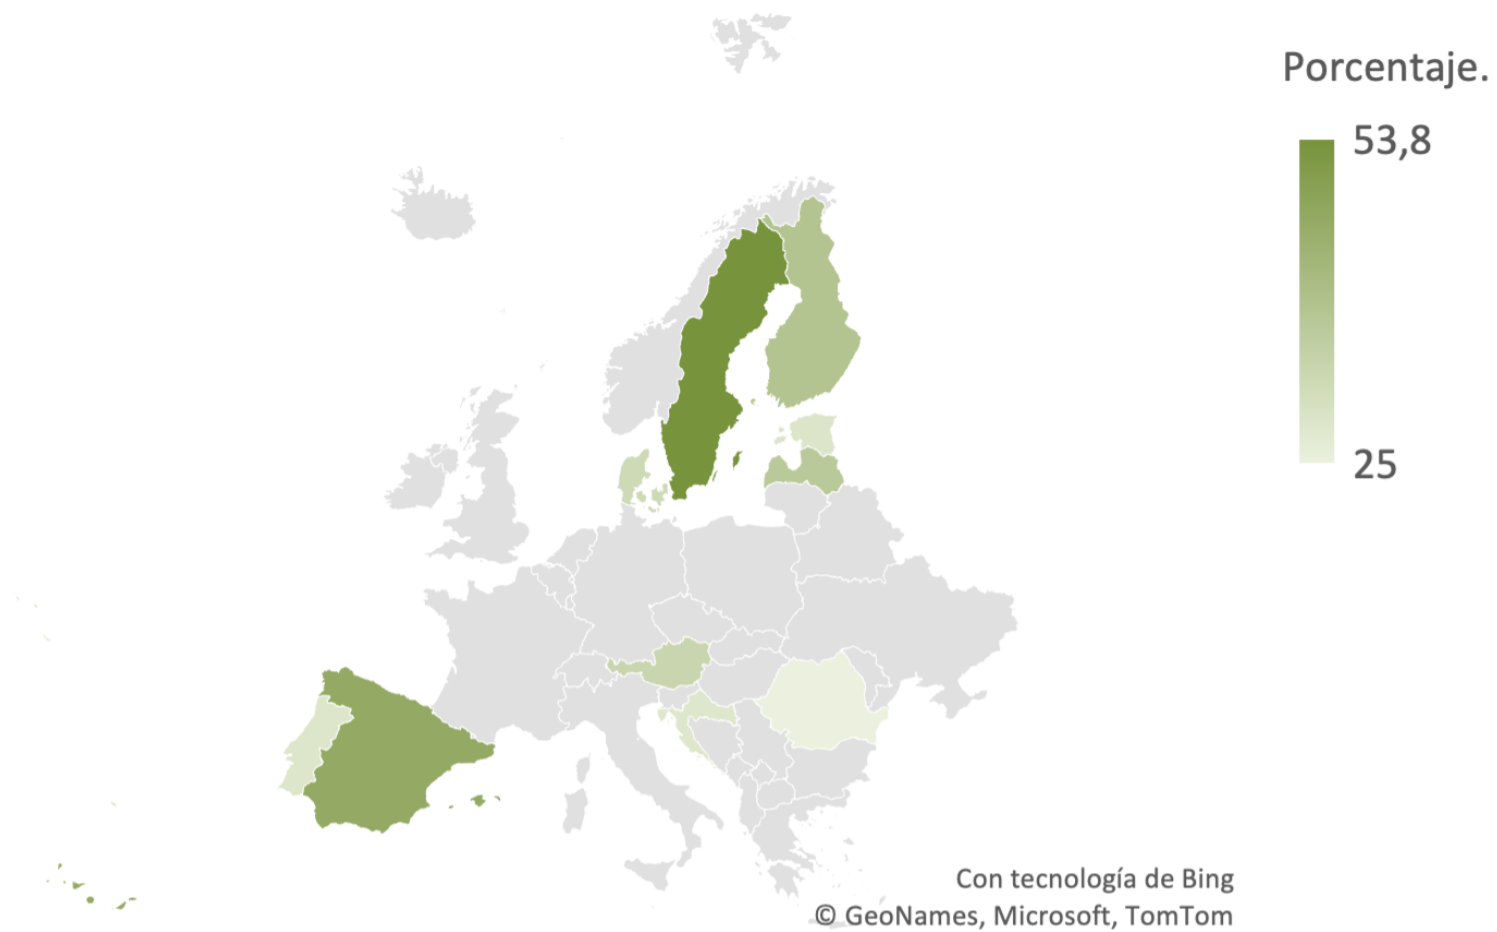 Porcentaje.
53,8
25
Con tecnología de Bing
© GeoNames, Microsoft, TomTom